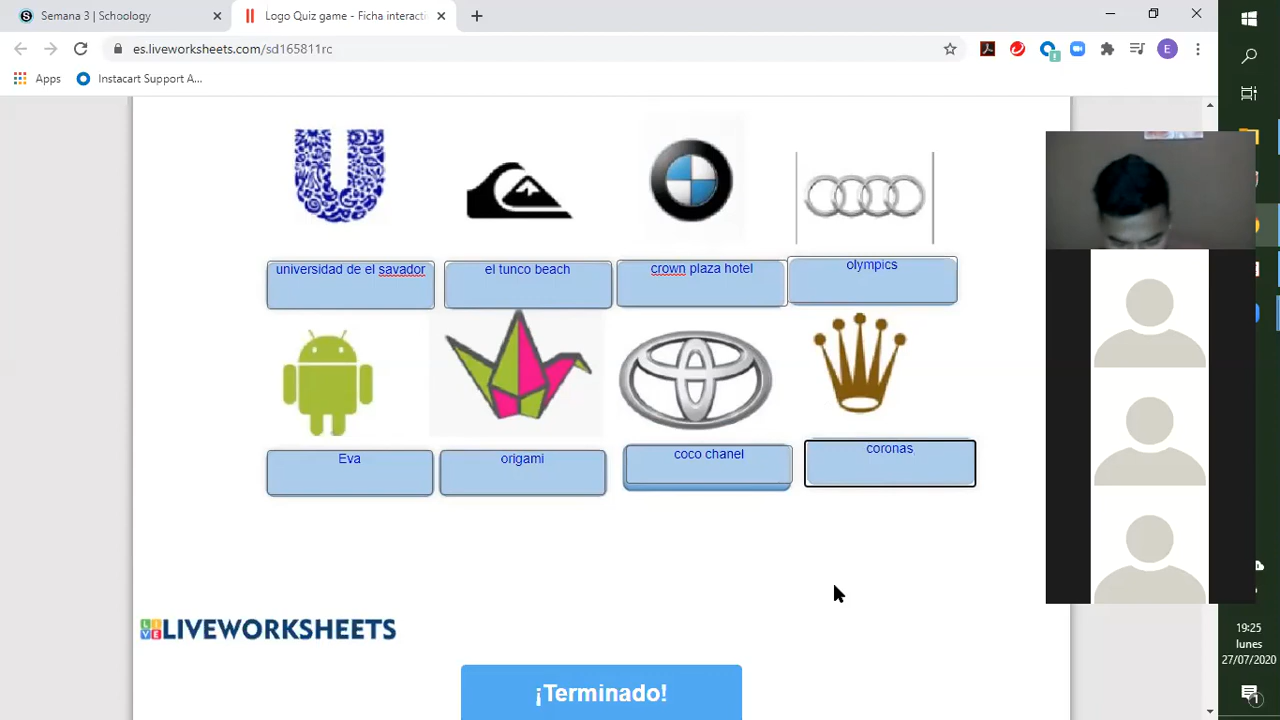 Semana 3 | Schoology
Logo Quiz game - Ficha interacti
es.liveworksheets.com/sd165811rc
E
Apps
Instacart Support A...
universidad de el savador
el tunco beach
crown plaza hotel
olympics
Eva
origami
coco chanel
coronas
LIVEWORKSHEETS
¡Terminado!
19:25
lunes
27/07/2020
1